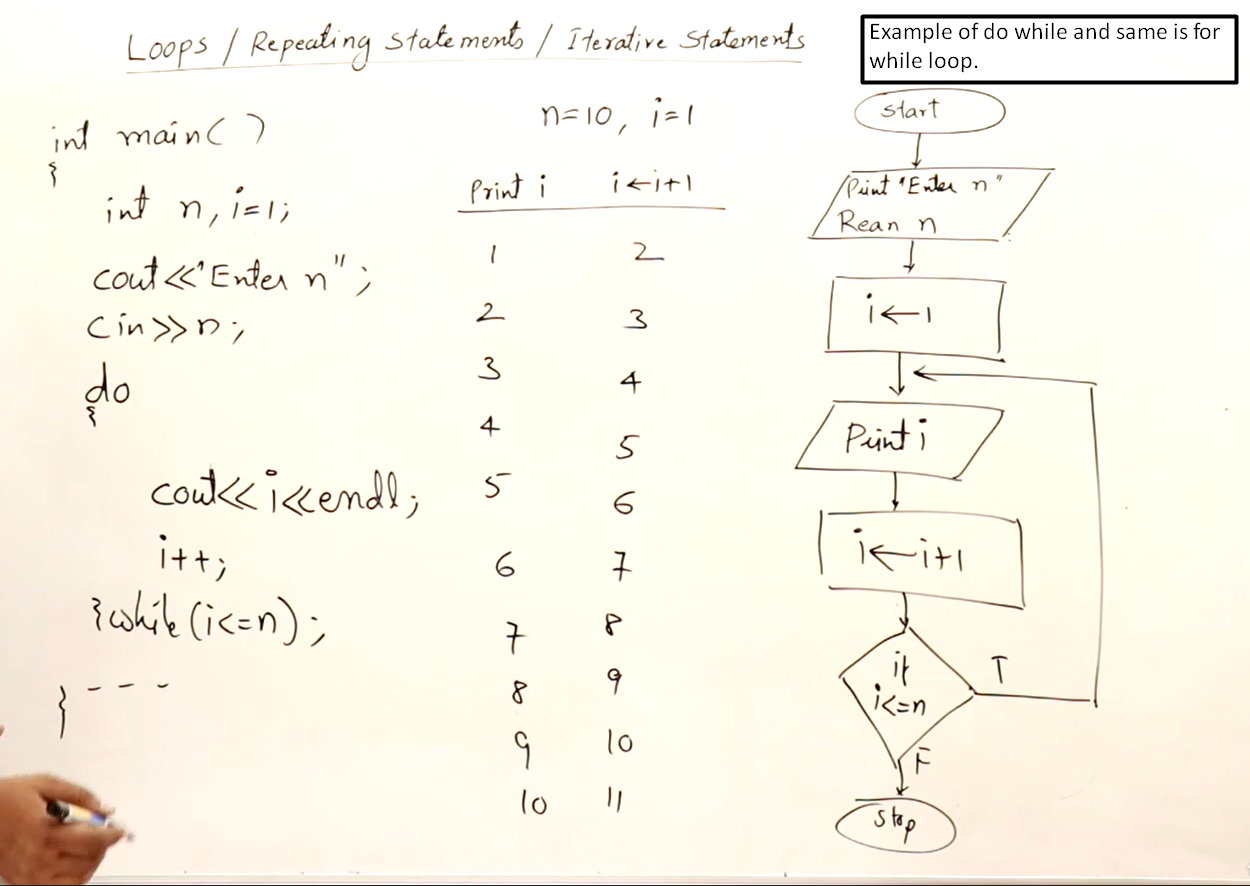 Loops / Repeating Statements / Iterative Statements
Example of do while and same is for
while loop.
int main( )
{
int n, i=1;
cout<<"Enter n";
cin>>n;
do
{
cout<<i<<endl;
i++;
}while(i<=n);
- - -
}
n=10, i=1
Print i i←i+1
1 2
2 3
3 4
4 5
5 6
6 7
7 8
8 9
9 10
10 11
Start
Print "Enter n"
Rean n
i←1
Print i
i←i+1
if
i<=n
T
F
Stop